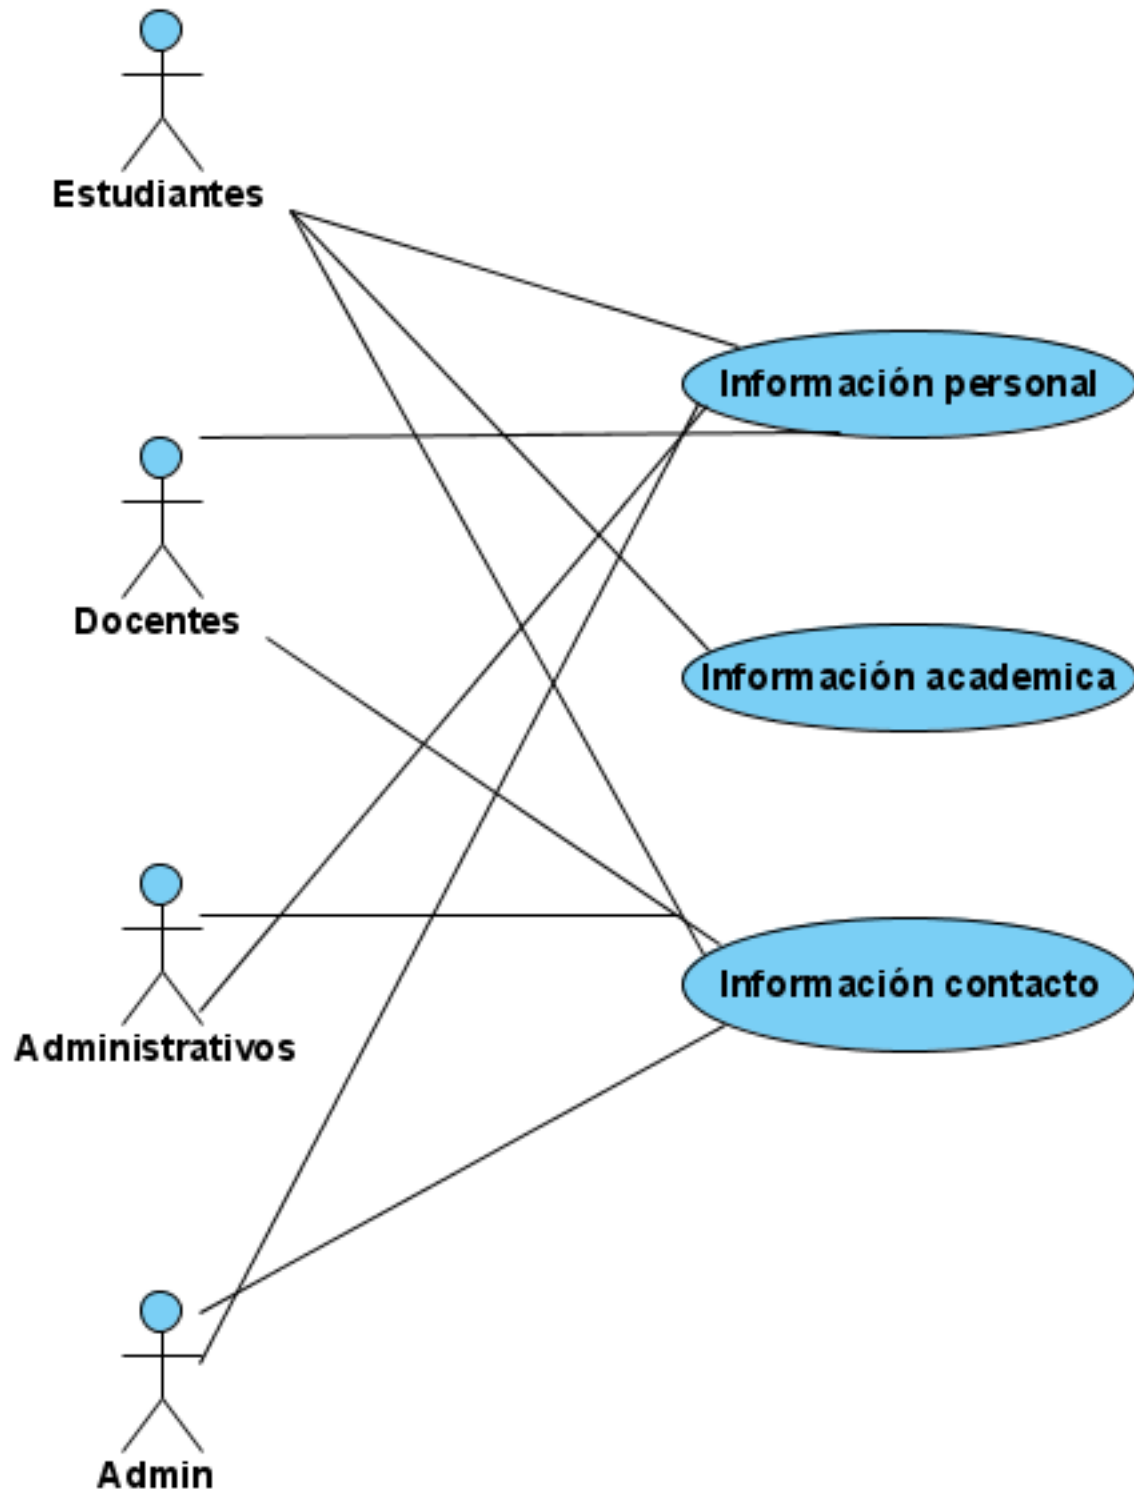 Estudiantes
Información personal
Docentes
Información academica
Información contacto
Administrativos
Admin